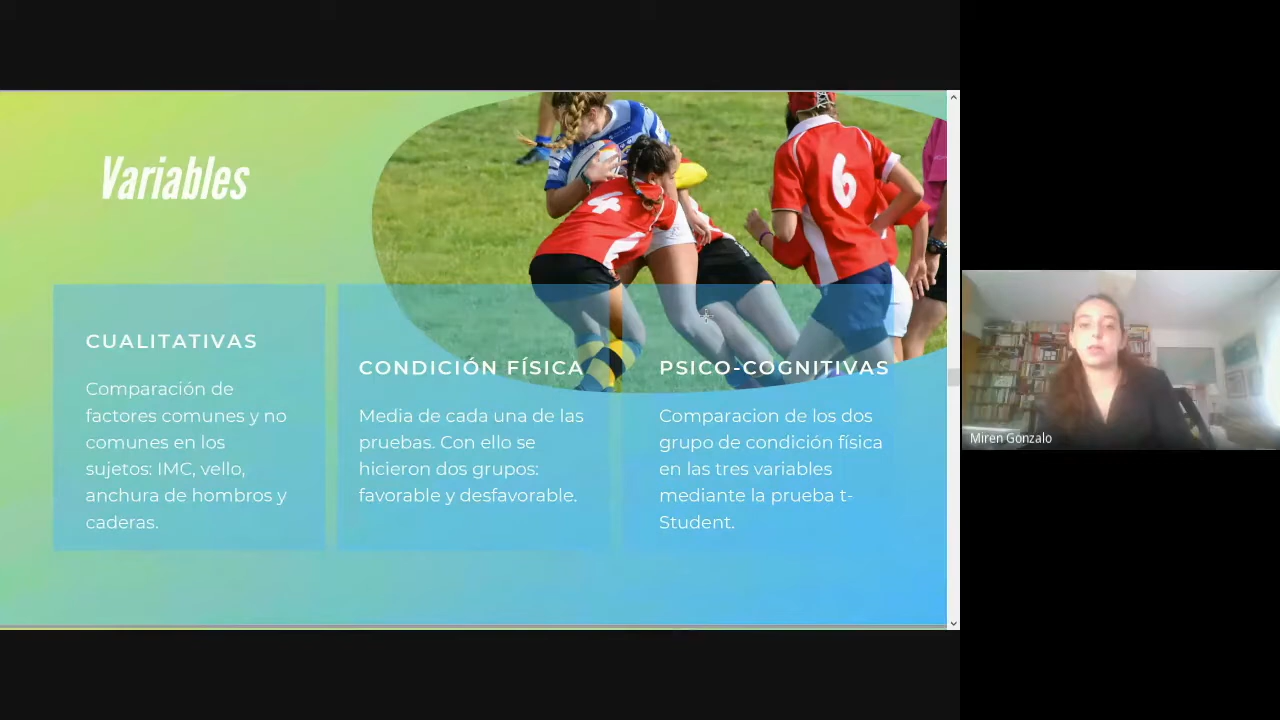 Variables
4
6
CUALITATIVAS
Comparación de
factores comunes y no
comunes en los
sujetos: IMC, vello,
anchura de hombros y
caderas.
CONDICIÓN FÍSICA
Media de cada una de las
pruebas. Con ello se
hicieron dos grupos:
favorable y desfavorable.
PSICO-COGNITIVAS
Comparacion de los dos
grupo de condición física
en las tres variables
mediante la prueba t-
Student.
Miren Gonzalo